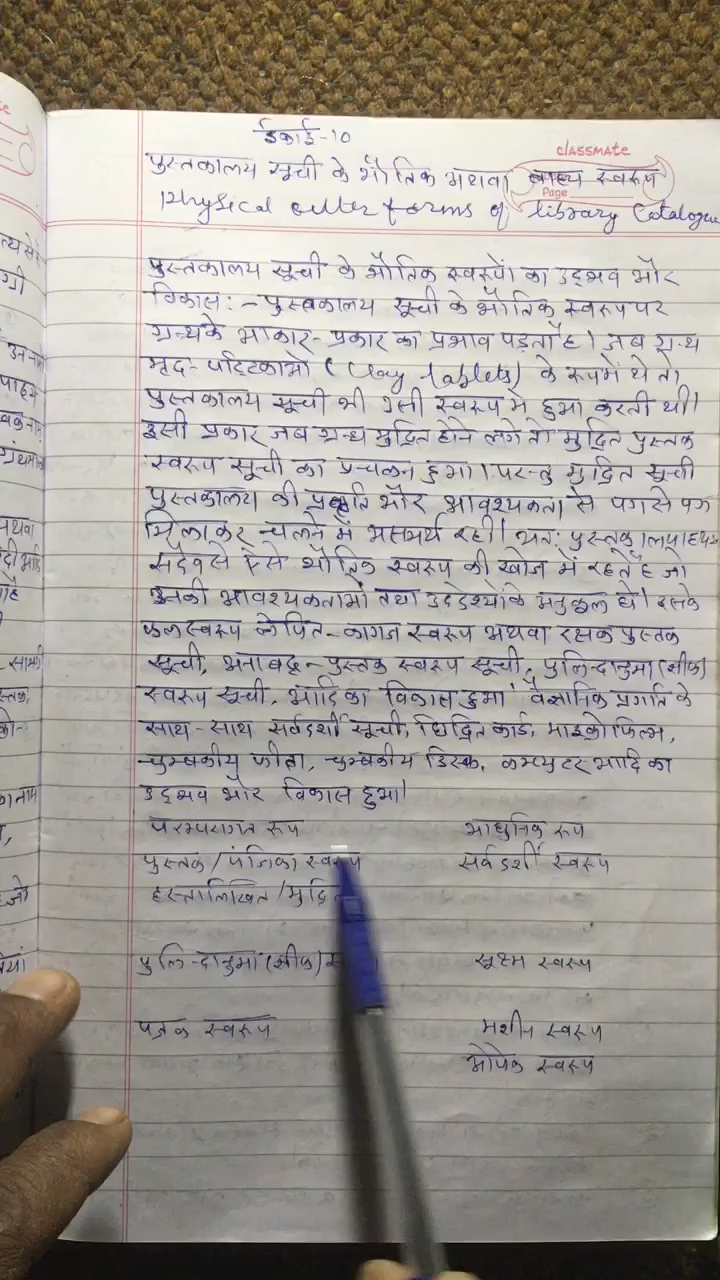 ईकाई-10
classmate
पुस्तकालय सूची के भौतिक अथवा बाह्य स्वरूप
Page
Physical outer forms of library Catalogue
पुस्तकालय सूची के भौतिक स्वरूपों का उद्भव और
विकास:- पुस्तकालय सूची के भौतिक स्वरूप पर
ग्रन्थ के आकार-प्रकार का प्रभाव पड़ता है। जब ग्रन्थ
मृद-पट्टिकाओं (Clay tablets) के रूप में थे तो
पुस्तकालय सूची भी उसी स्वरूप में हुआ करती थी।
इसी प्रकार जब ग्रन्थ मुद्रित होने लगे तो मुद्रित पुस्तक
स्वरूप सूची का प्रचलन हुआ। परन्तु मुद्रित सूची
पुस्तकालय की प्रकृति और आवश्यकता से पग से पग
मिलाकर चलने में असमर्थ रही। अत: पुस्तकालयाध्यक्ष
सदैव से ऐसे भौतिक स्वरूप की खोज में रहते है जो
उनकी आवश्यकताओं तथा उद्देश्यों के अनुकूल हो। इसके
फलस्वरूप लेपित-कागज स्वरूप अथवा रसक पुस्तक
सूची, अनाबद्ध-पुस्तक स्वरूप सूची, पुलिन्दानुमा (शीफ)
स्वरूप सूची, आदि का विकास हुआ वैज्ञानिक प्रगति के
साथ-साथ सर्वदर्शी सूची, छिद्रित कार्ड, माइक्रोफिल्म,
चुम्बकीय फीता, चुम्बकीय डिस्क, कम्प्युटर आदि का
उद्भव और विकास हुआ।
परम्परागत रूप आधुनिक रूप
पुस्तक/पंजिका स्वरूप सर्वदर्शी स्वरूप
हस्तालिखित/मुद्रि
पुलिन्दानुमा (शीफ) सूक्ष्म स्वरूप
पत्रक स्वरूप मशीन स्वरूप
ओपेक स्वरूप